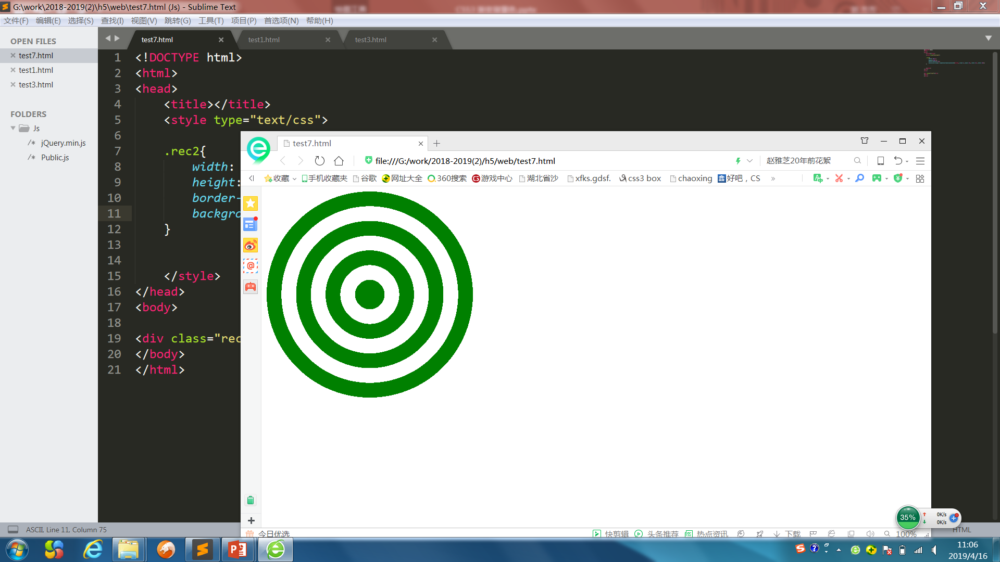 G:\work\2018-2019(2)\h5\web\test7.html (Js) - Sublime Text
文件(F) 编辑(E) 选择(S) 查找(I) 视图(V) 跳转(G) 工具(T) 项目(P) 首选项(N) 帮助(H)
OPEN FILES
test7.html
test1.html
test3.html
FOLDERS
Js
/* jQuery.min.js
/* Public.js
test7.html test1.html test3.html
1 <!DOCTYPE html>
2 <html>
3 <head>
4 <title></title>
5 <style type="text/css">
6
7 .rec2{
8 width:
9 height:
10 border-
11 backgro
12 }
13
14
15 </style>
16 </head>
17 <body>
18
19 <div class="rec
20 </body>
21 </html>
test7.html
file:///G:/work/2018-2019(2)/h5/web/test7.html 赵雅芝20年前花絮
收藏 手机收藏夹 谷歌 网址大全 360搜索 游戏中心 湖北省沙 xfks.gdsf. css3 box chaoxing 好吧，CS »
35% 0K/s
0K/s
今日优选 快剪辑 头条推荐 热点资讯 下载 100%
ASCII, Line 11, Column 75 HTML
11:06
2019/4/16